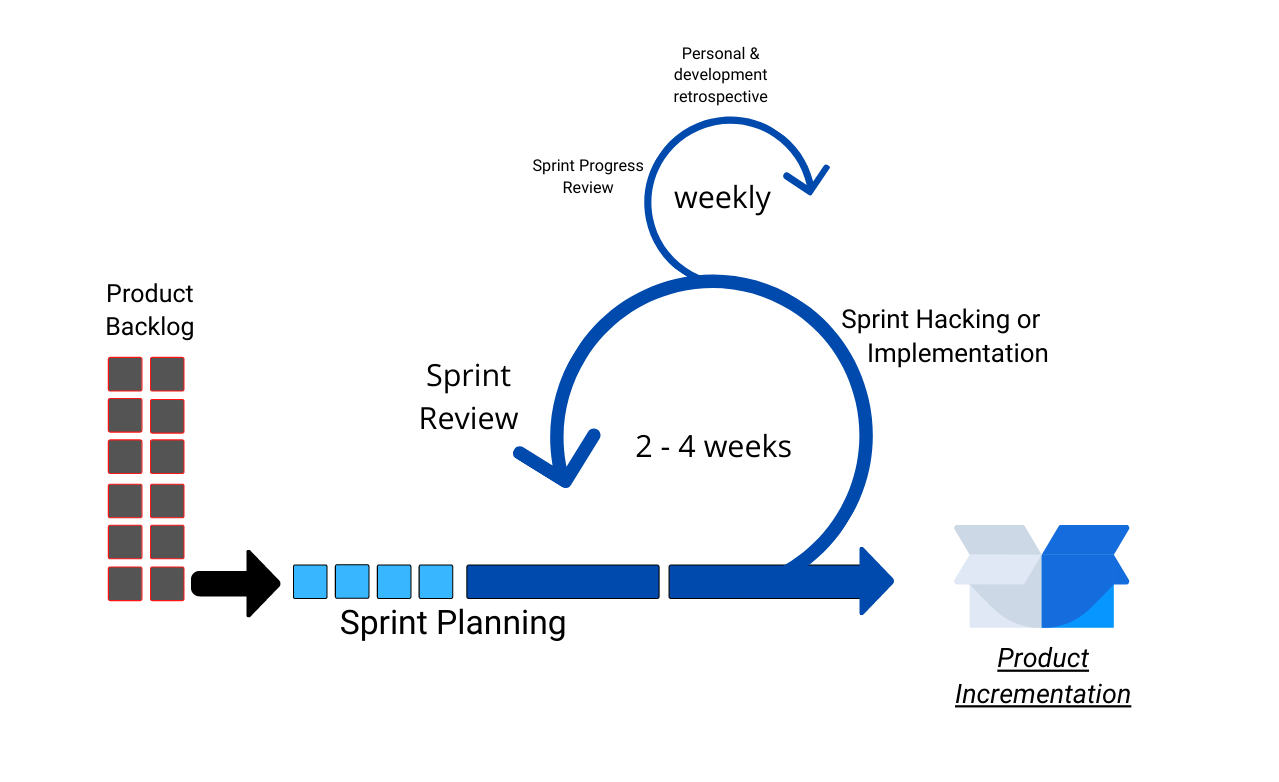 Personal &
development
retrospective
Sprint Progress
Review
weekly
Product
Backlog
Sprint Hacking or
Implementation
Sprint
Review
2 - 4 weeks
Sprint Planning
Product
Incrementation